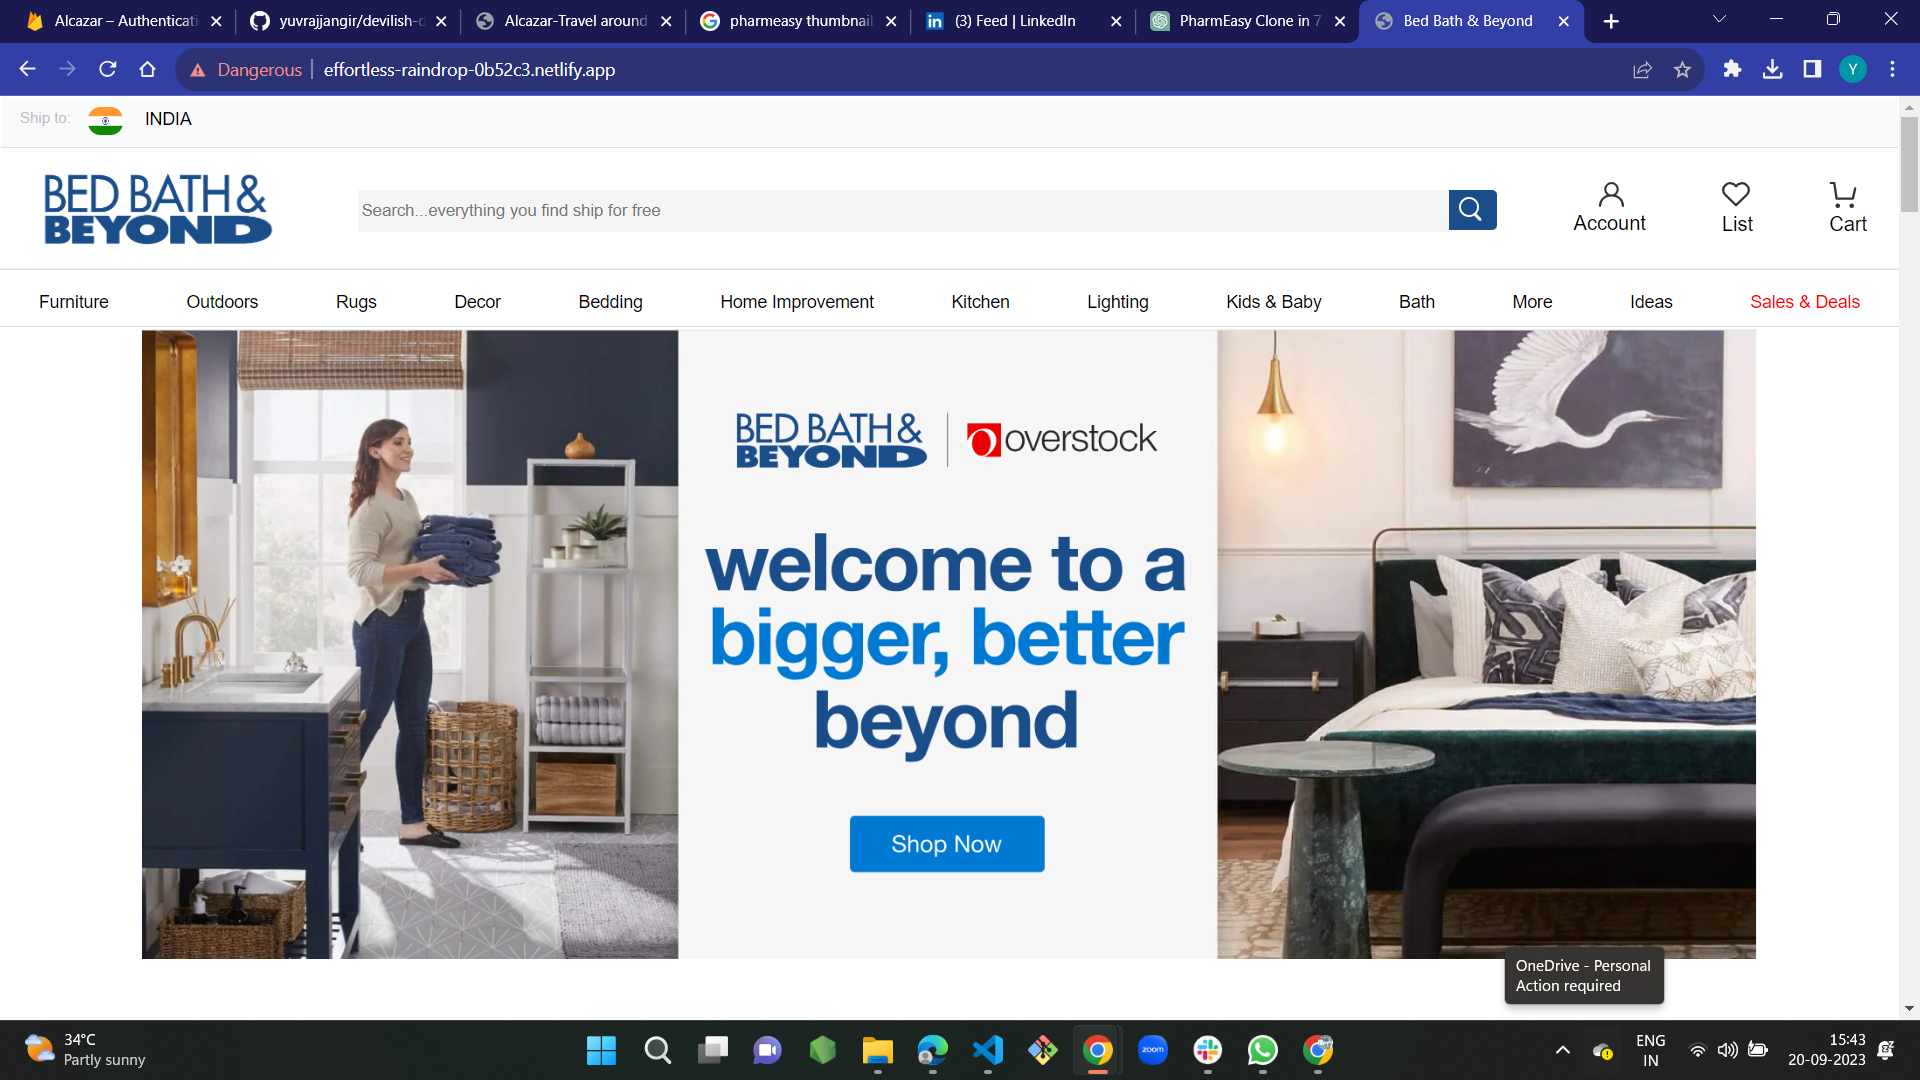 Alcazar – Authenticati
yuvrajjangir/devilish-d
Alcazar-Travel around
pharmeasy thumbnail
(3) Feed | LinkedIn
PharmEasy Clone in 7
Bed Bath & Beyond
Dangerous
effortless-raindrop-0b52c3.netlify.app
Y
Ship to:
INDIA
BED BATH &
BEYOND
Search...everything you find ship for free
Account
List
Cart
Furniture
Outdoors
Rugs
Decor
Bedding
Home Improvement
Kitchen
Lighting
Kids & Baby
Bath
More
Ideas
Sales & Deals
BED BATH &
BEYOND
overstock
welcome to a
bigger, better
beyond
Shop Now
OneDrive - Personal
Action required
34°C
Partly sunny
zoom
ENG
IN
15:43
20-09-2023